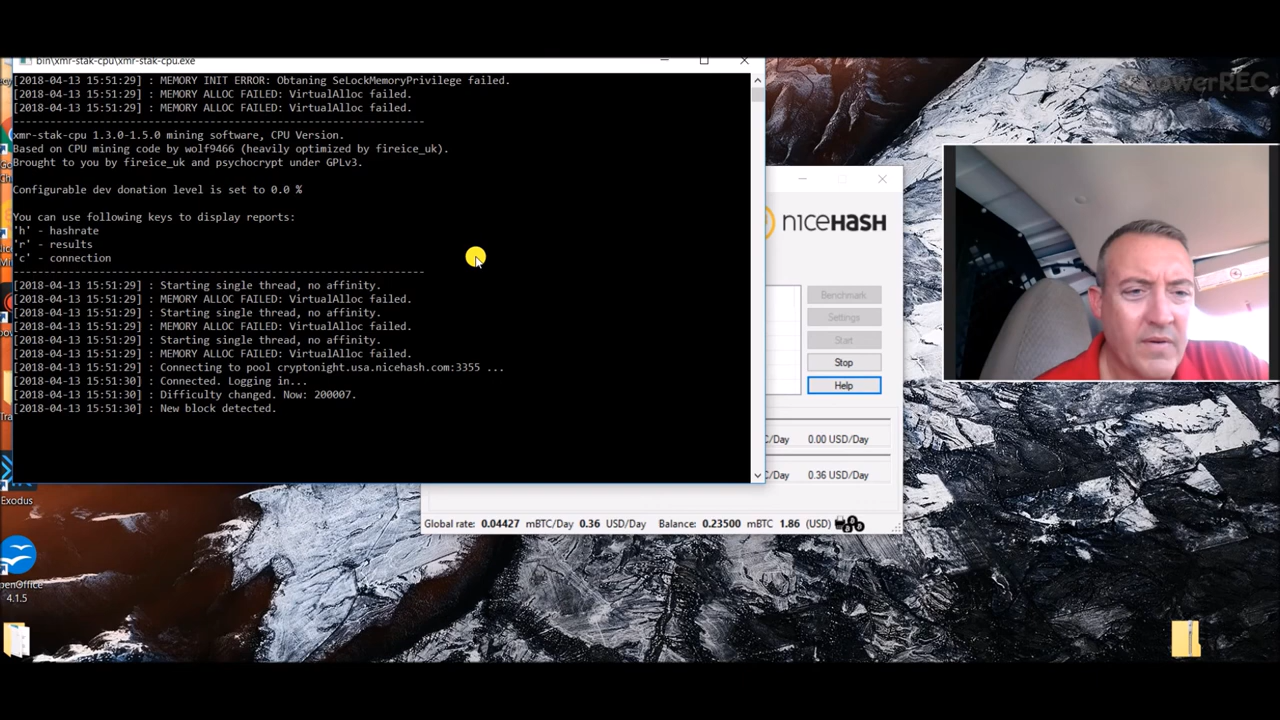 bin\xmr-stak-cpu\xmr-stak-cpu.exe
[2018-04-13 15:51:29] : MEMORY INIT ERROR: Obtaning SeLockMemoryPrivilege failed.
[2018-04-13 15:51:29] : MEMORY ALLOC FAILED: VirtualAlloc failed.
[2018-04-13 15:51:29] : MEMORY ALLOC FAILED: VirtualAlloc failed.
-------------------------------------------------------------------
xmr-stak-cpu 1.3.0-1.5.0 mining software, CPU Version.
Based on CPU mining code by wolf9466 (heavily optimized by fireice_uk).
Brought to you by fireice_uk and psychocrypt under GPLv3.
Configurable dev donation level is set to 0.0 %
You can use following keys to display reports:
'h' - hashrate
'r' - results
'c' - connection
-------------------------------------------------------------------
[2018-04-13 15:51:29] : Starting single thread, no affinity.
[2018-04-13 15:51:29] : MEMORY ALLOC FAILED: VirtualAlloc failed.
[2018-04-13 15:51:29] : Starting single thread, no affinity.
[2018-04-13 15:51:29] : MEMORY ALLOC FAILED: VirtualAlloc failed.
[2018-04-13 15:51:29] : Starting single thread, no affinity.
[2018-04-13 15:51:29] : MEMORY ALLOC FAILED: VirtualAlloc failed.
[2018-04-13 15:51:29] : Connecting to pool cryptonight.usa.nicehash.com:3355 ...
[2018-04-13 15:51:30] : Connected. Logging in...
[2018-04-13 15:51:30] : Difficulty changed. Now: 200007.
[2018-04-13 15:51:30] : New block detected.
nıceHASH
Benchmark
Settings
Start
Stop
Help
C/Day 0.00 USD/Day
C/Day 0.36 USD/Day
Global rate: 0.04427 mBTC/Day 0.36 USD/Day Balance: 0.23500 mBTC 1.86 (USD)
Exodus
penOffice
4.1.5
powerREC